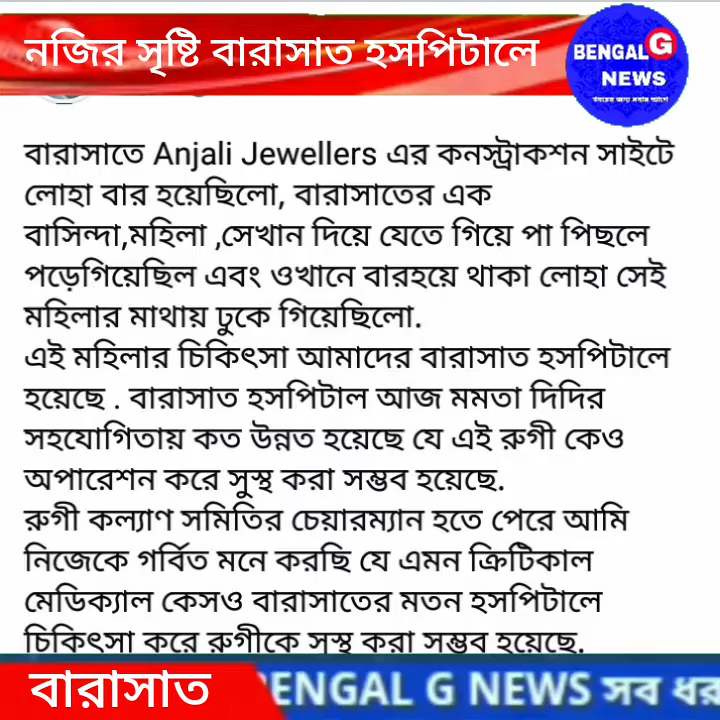 নজির সৃষ্টি বারাসাত হসপিটালে
BENGAL G
NEWS
বারাসাতে Anjali Jewellers এর কনস্ট্রাকশন সাইটে
লোহা বার হয়েছিলো, বারাসাতের এক
বাসিন্দা,মহিলা ,সেখান দিয়ে যেতে গিয়ে পা পিছলে
পড়েগিয়েছিল এবং ওখানে বারহয়ে থাকা লোহা সেই
মহিলার মাথায় ঢুকে গিয়েছিলো.
এই মহিলার চিকিৎসা আমাদের বারাসাত হসপিটালে
হয়েছে . বারাসাত হসপিটাল আজ মমতা দিদির
সহযোগিতায় কত উন্নত হয়েছে যে এই রুগী কেও
অপারেশন করে সুস্থ করা সম্ভব হয়েছে.
রুগী কল্যাণ সমিতির চেয়ারম্যান হতে পেরে আমি
নিজেকে গর্বিত মনে করছি যে এমন ক্রিটিকাল
মেডিক্যাল কেসও বারাসাতের মতন হসপিটালে
চিকিৎসা করে রুগীকে সুস্থ করা সম্ভব হয়েছে.
বারাসাত ENGAL G NEWS সব ধর